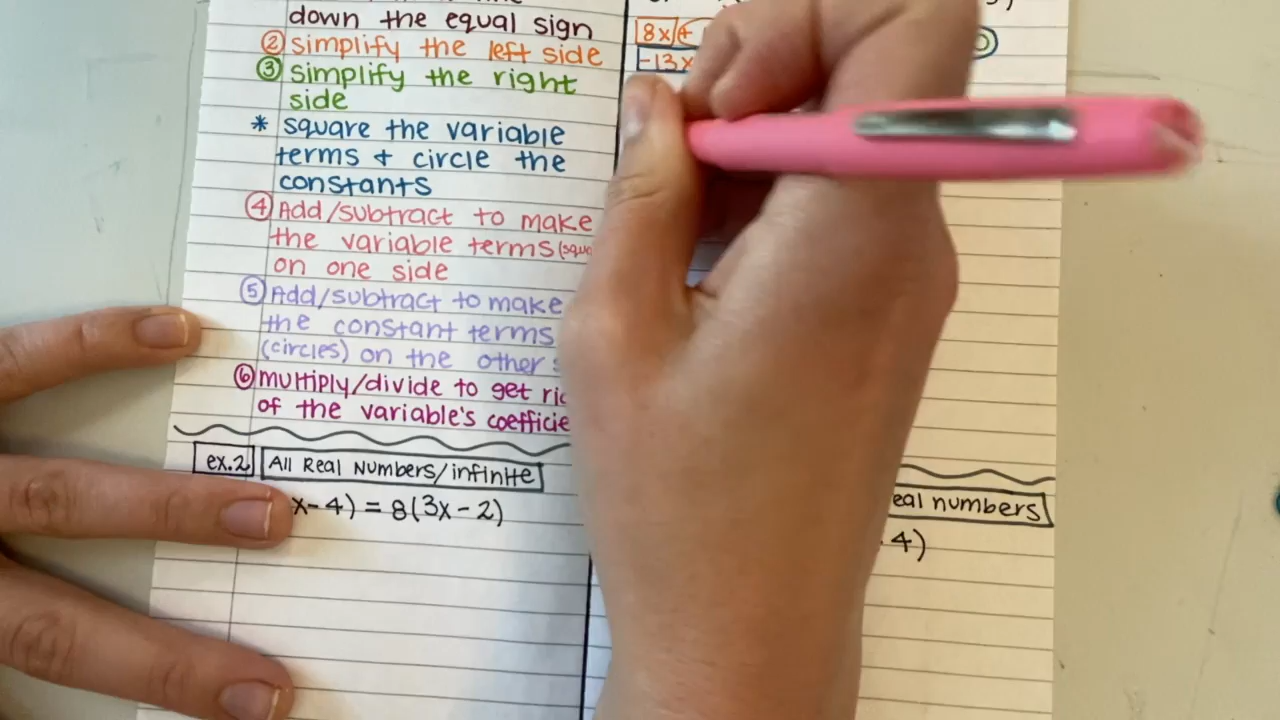 down the equal sign
② simplify the left side
③ simplify the right
side
* square the variable
terms + circle the
constants
④ Add/subtract to make
the variable terms
on one side
⑤ Add/subtract to make
the constant terms
(circles) on the other
⑥ multiply/divide to get
of the variable's
ex.2 All Real Numbers/infinite
x-4) = 8(3x-2)
8x +
-13x
eal numbers
4)